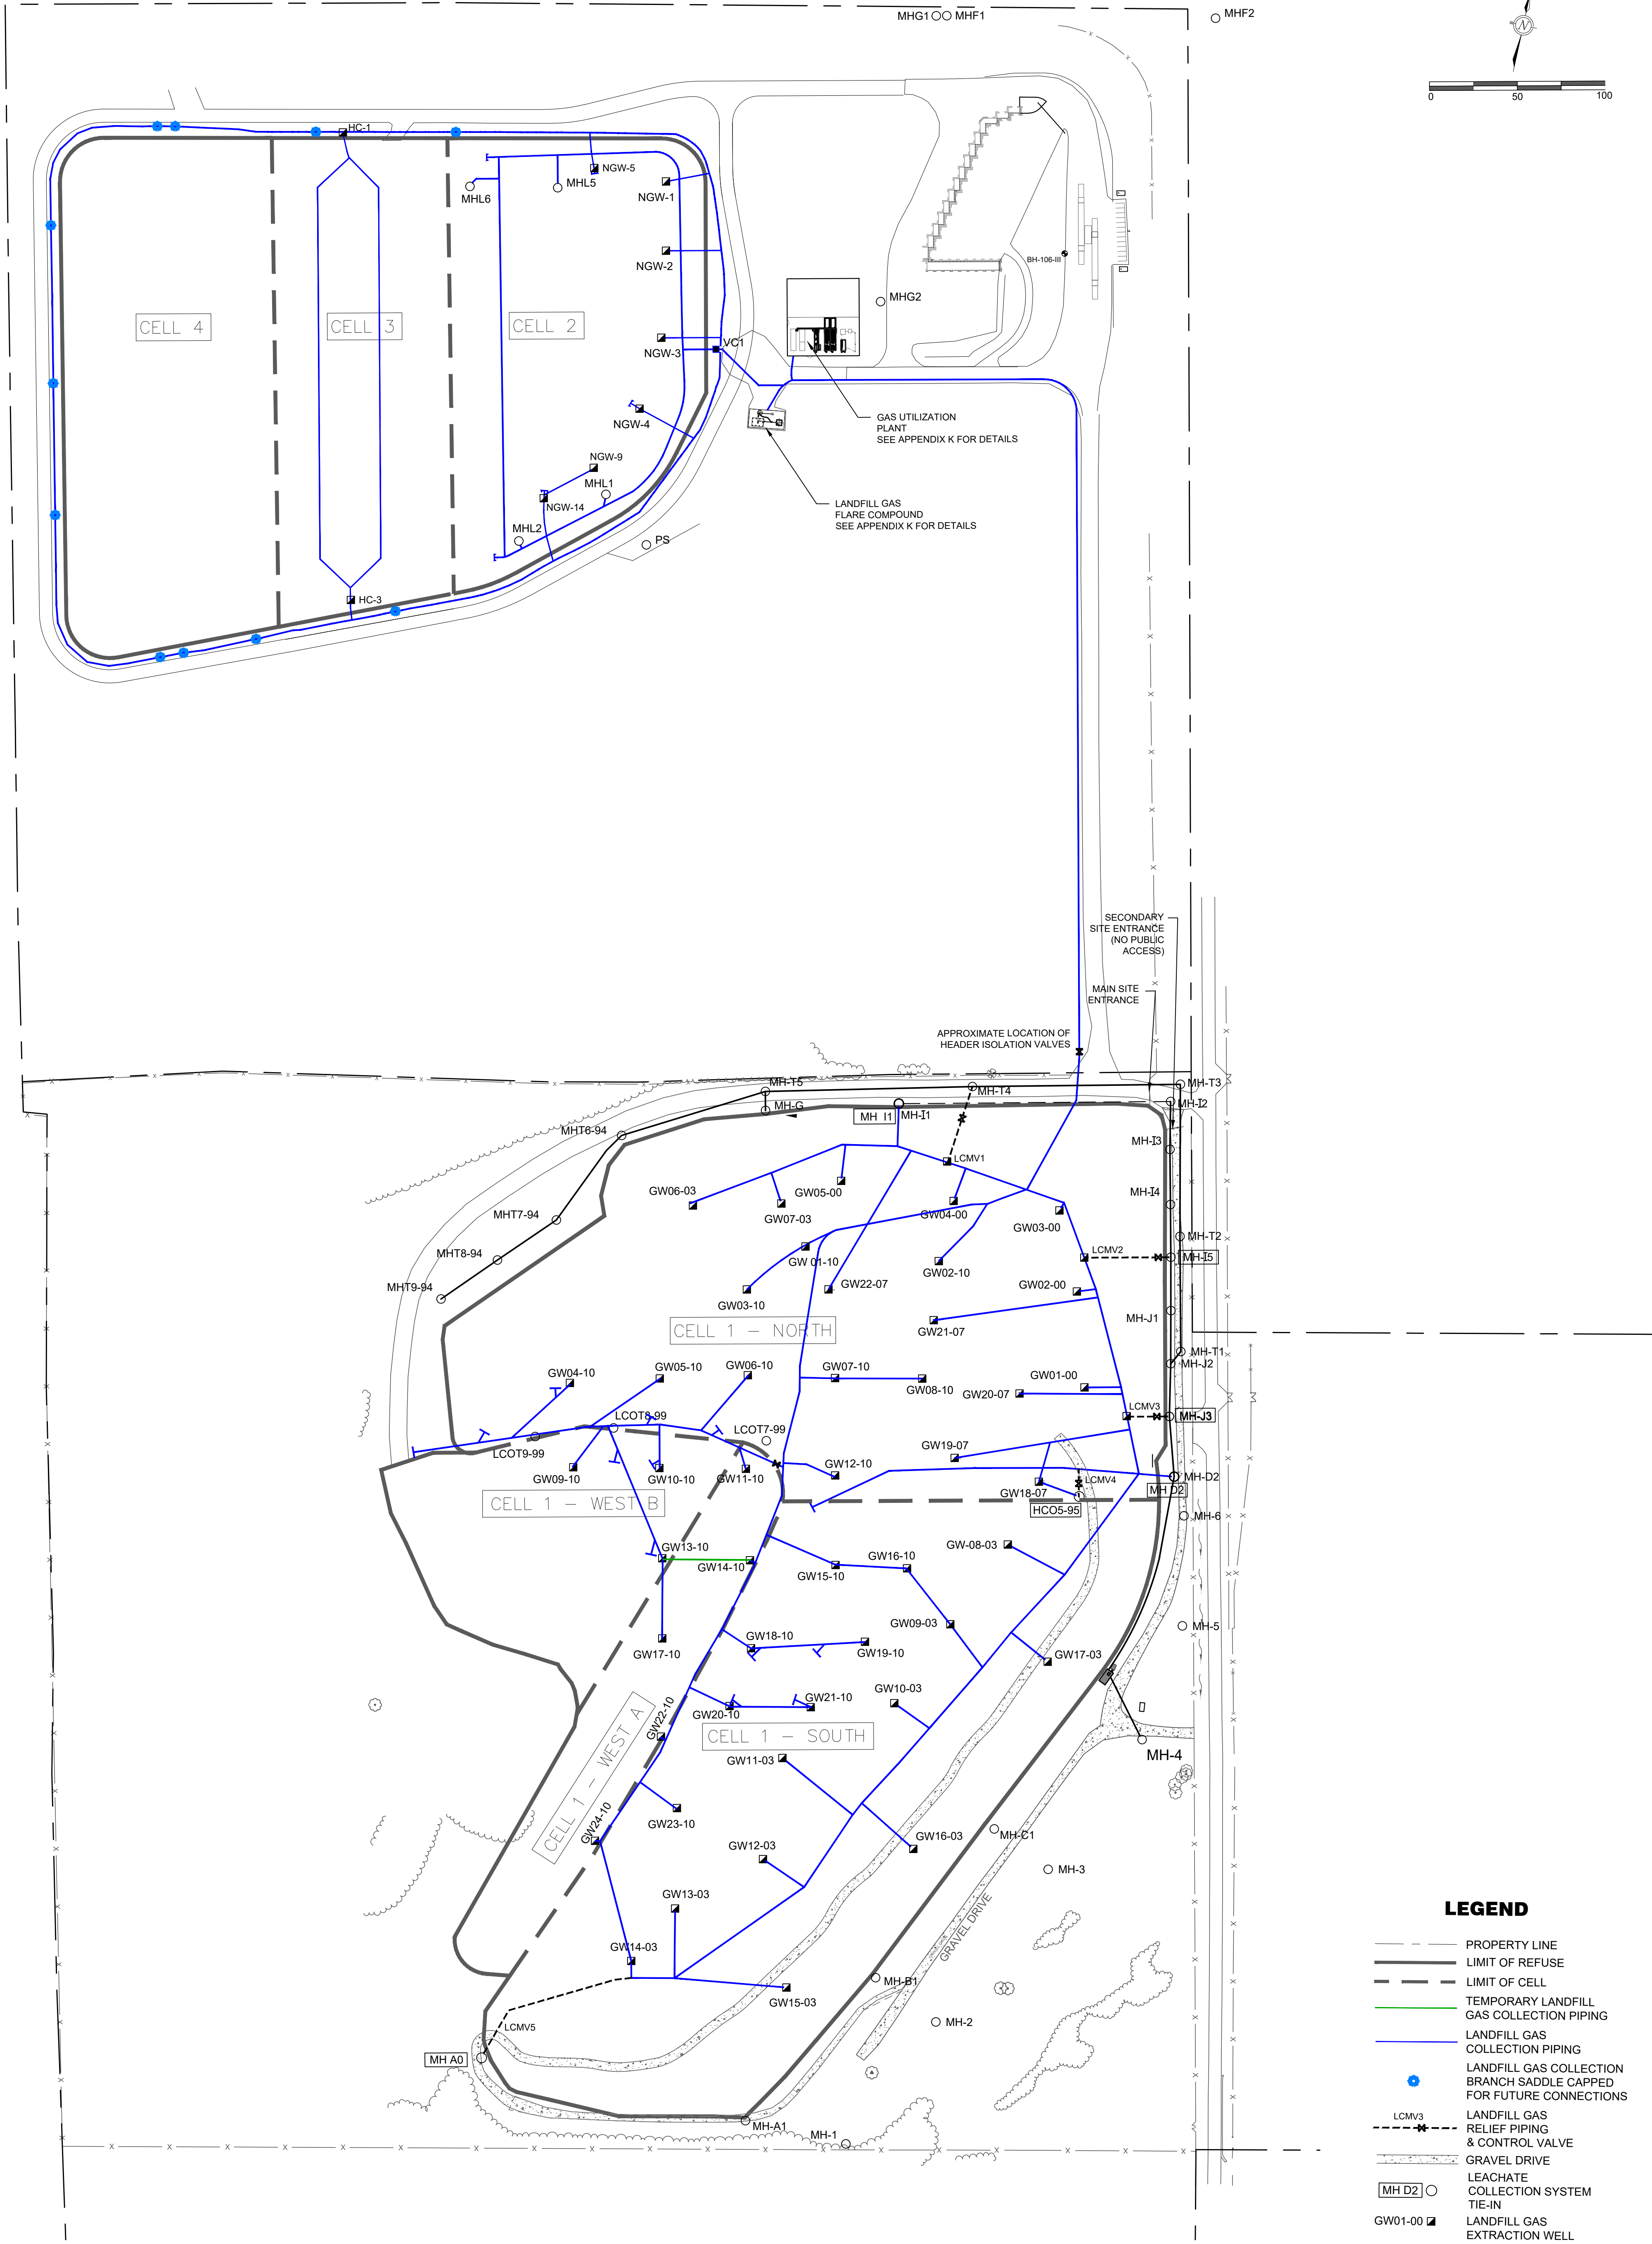 MHG1
MHF1
MHF2
N
0
50
100
HC-1
NGW-5
MHL5
MHL6
NGW-1
NGW-2
BH-106-III
MHG2
CELL 4
CELL 3
CELL 2
VC1
NGW-3
NGW-4
GAS UTILIZATION
PLANT
SEE APPENDIX K FOR DETAILS
NGW-9
MHL1
NGW-14
LANDFILL GAS
FLARE COMPOUND
SEE APPENDIX K FOR DETAILS
MHL2
PS
HC-3
SECONDARY
SITE ENTRANCE
(NO PUBLIC
ACCESS)
MAIN SITE
ENTRANCE
APPROXIMATE LOCATION OF
HEADER ISOLATION VALVES
MH-T5
MH-T4
MH-T3
MH-G
MH I1
MH-I1
MH-I2
MHT6-94
MH-I3
LCMV1
GW06-03
GW05-00
GW07-03
GW04-00
GW03-00
MH-I4
MHT7-94
MH-T2
MHT8-94
GW 01-10
LCMV2
MH-I5
GW02-10
MHT9-94
GW03-10
GW22-07
GW02-00
MH-J1
CELL 1 - NORTH
GW21-07
MH-T1
MH-J2
GW04-10
GW05-10
GW06-10
GW07-10
GW08-10
GW01-00
GW20-07
LCMV3
MH-J3
LCOT8-99
LCOT7-99
LCOT9-99
GW19-07
GW09-10
GW10-10
GW11-10
GW12-10
LCMV4
MH-D2
MH D2
GW18-07
CELL 1 - WEST B
HCO5-95
MH-6
GW13-10
GW14-10
GW15-10
GW16-10
GW-08-03
GW09-03
MH-5
GW17-10
GW18-10
GW19-10
GW17-03
GW20-10
GW21-10
GW10-03
GW22-10
CELL 1 - WEST A
CELL 1 - SOUTH
MH-4
GW11-03
GW23-10
GW24-10
GW12-03
GW16-03
MH-C1
MH-3
GW13-03
GRAVEL DRIVE
GW14-03
MH-B1
GW15-03
LCMV5
MH-2
MH A0
MH-A1
MH-1
LEGEND
PROPERTY LINE
LIMIT OF REFUSE
LIMIT OF CELL
TEMPORARY LANDFILL
GAS COLLECTION PIPING
LANDFILL GAS
COLLECTION PIPING
LANDFILL GAS COLLECTION
BRANCH SADDLE CAPPED
FOR FUTURE CONNECTIONS
LCMV3
LANDFILL GAS
RELIEF PIPING
& CONTROL VALVE
GRAVEL DRIVE
MH D2
LEACHATE
COLLECTION SYSTEM
TIE-IN
GW01-00
LANDFILL GAS
EXTRACTION WELL